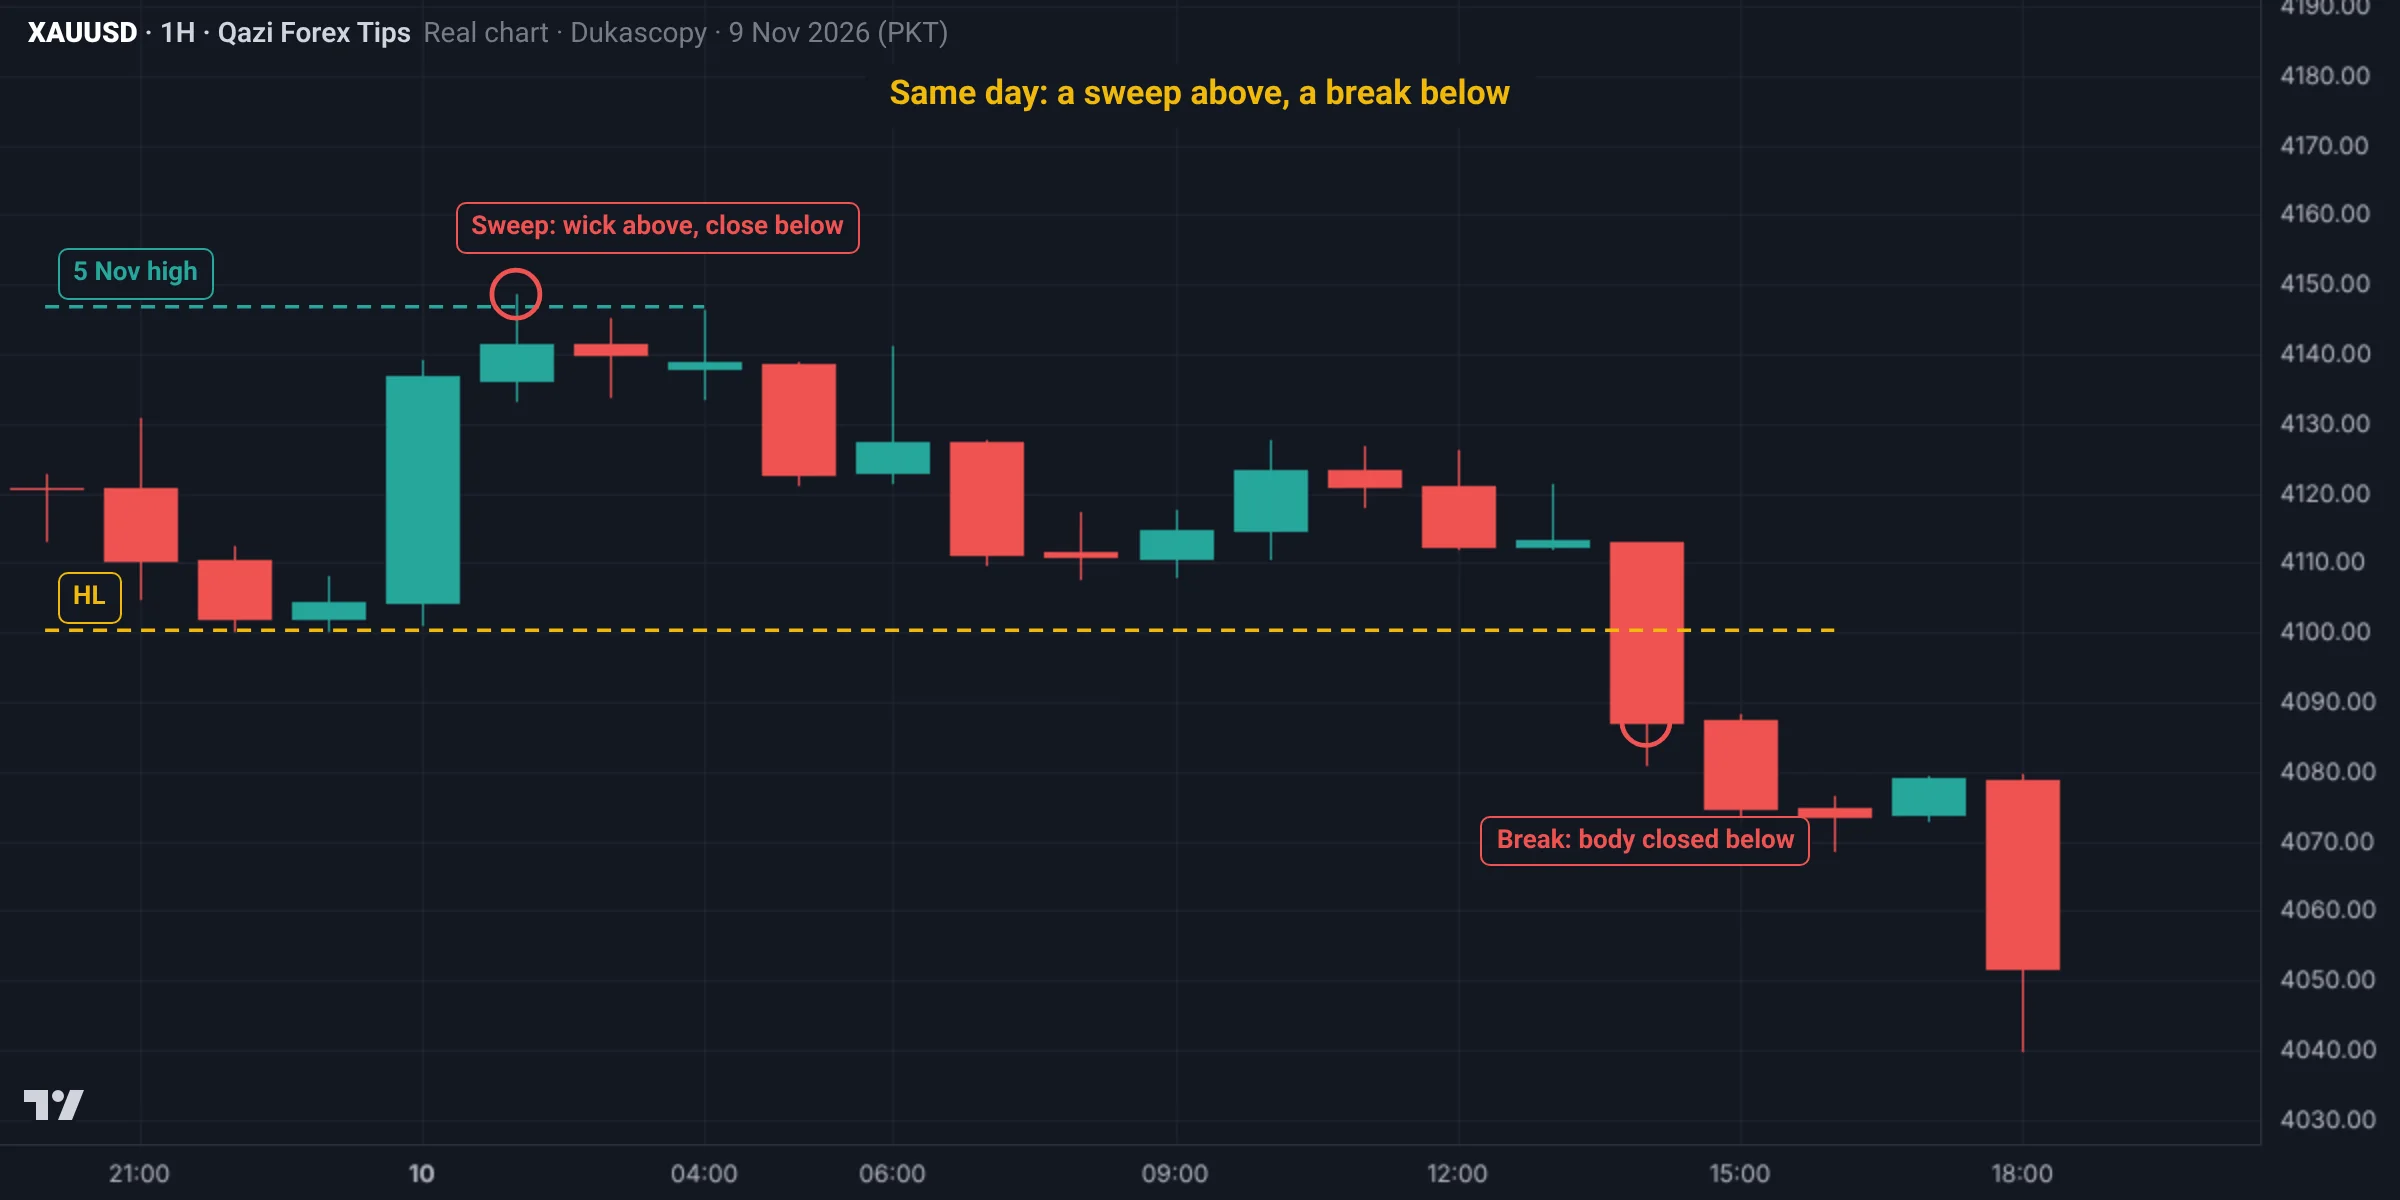 XAUUSD · 1H · Qazi Forex Tips Real chart · Dukascopy · 9 Nov 2026 (PKT)
Same day: a sweep above, a break below
Sweep: wick above, close below
5 Nov high
HL
Break: body closed below
4190.00
4180.00
4170.00
4160.00
4150.00
4140.00
4130.00
4120.00
4110.00
4100.00
4090.00
4080.00
4070.00
4060.00
4050.00
4040.00
4030.00
21:00 10 04:00 06:00 09:00 12:00 15:00 18:00